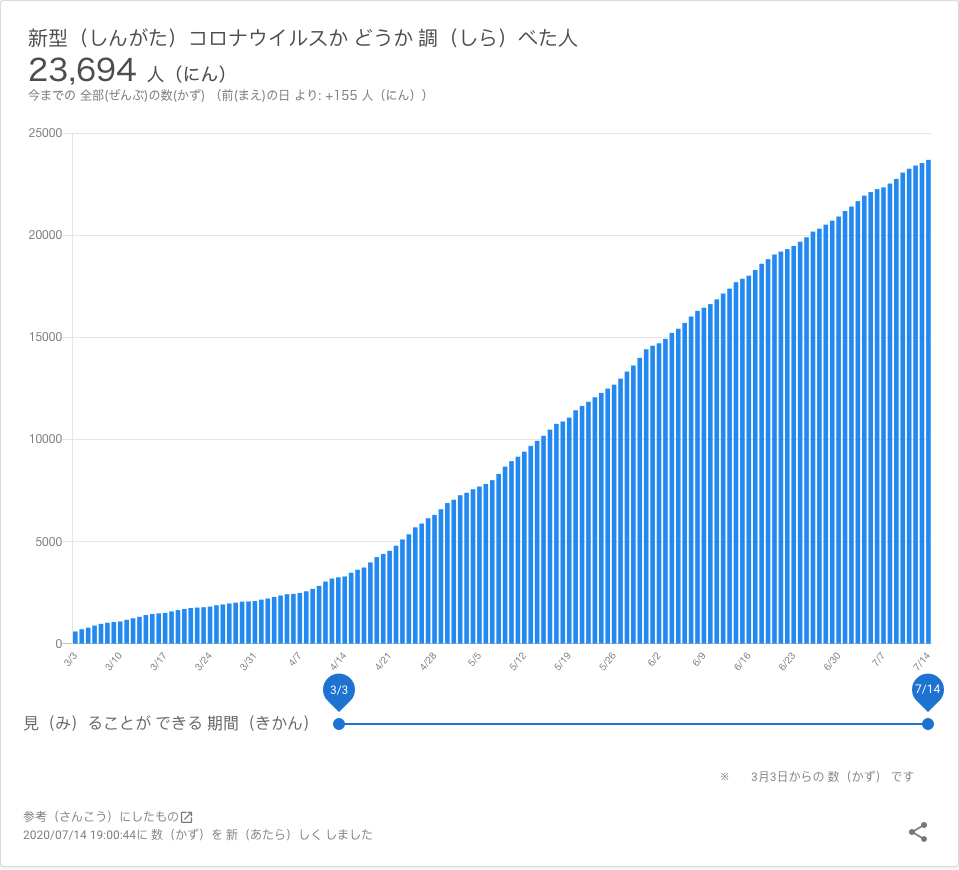 新型（しんがた）コロナウイルスか どうか 調（しら）べた人
23,694 人（にん）
今までの 全部(ぜんぶ)の数(かず) （前(まえ)の日 より: +155 人（にん））
25000
20000
15000
10000
5000
0
3/3 3/10 3/17 3/24 3/31 4/7 4/14 4/21 4/28 5/5 5/12 5/19 5/26 6/2 6/9 6/16 6/23 6/30 7/7 7/14
3/3 7/14
見（み）ることが できる 期間（きかん）
※ 3月3日からの 数（かず） です
参考（さんこう）にしたもの
2020/07/14 19:00:44に 数（かず）を 新（あたら）しく しました